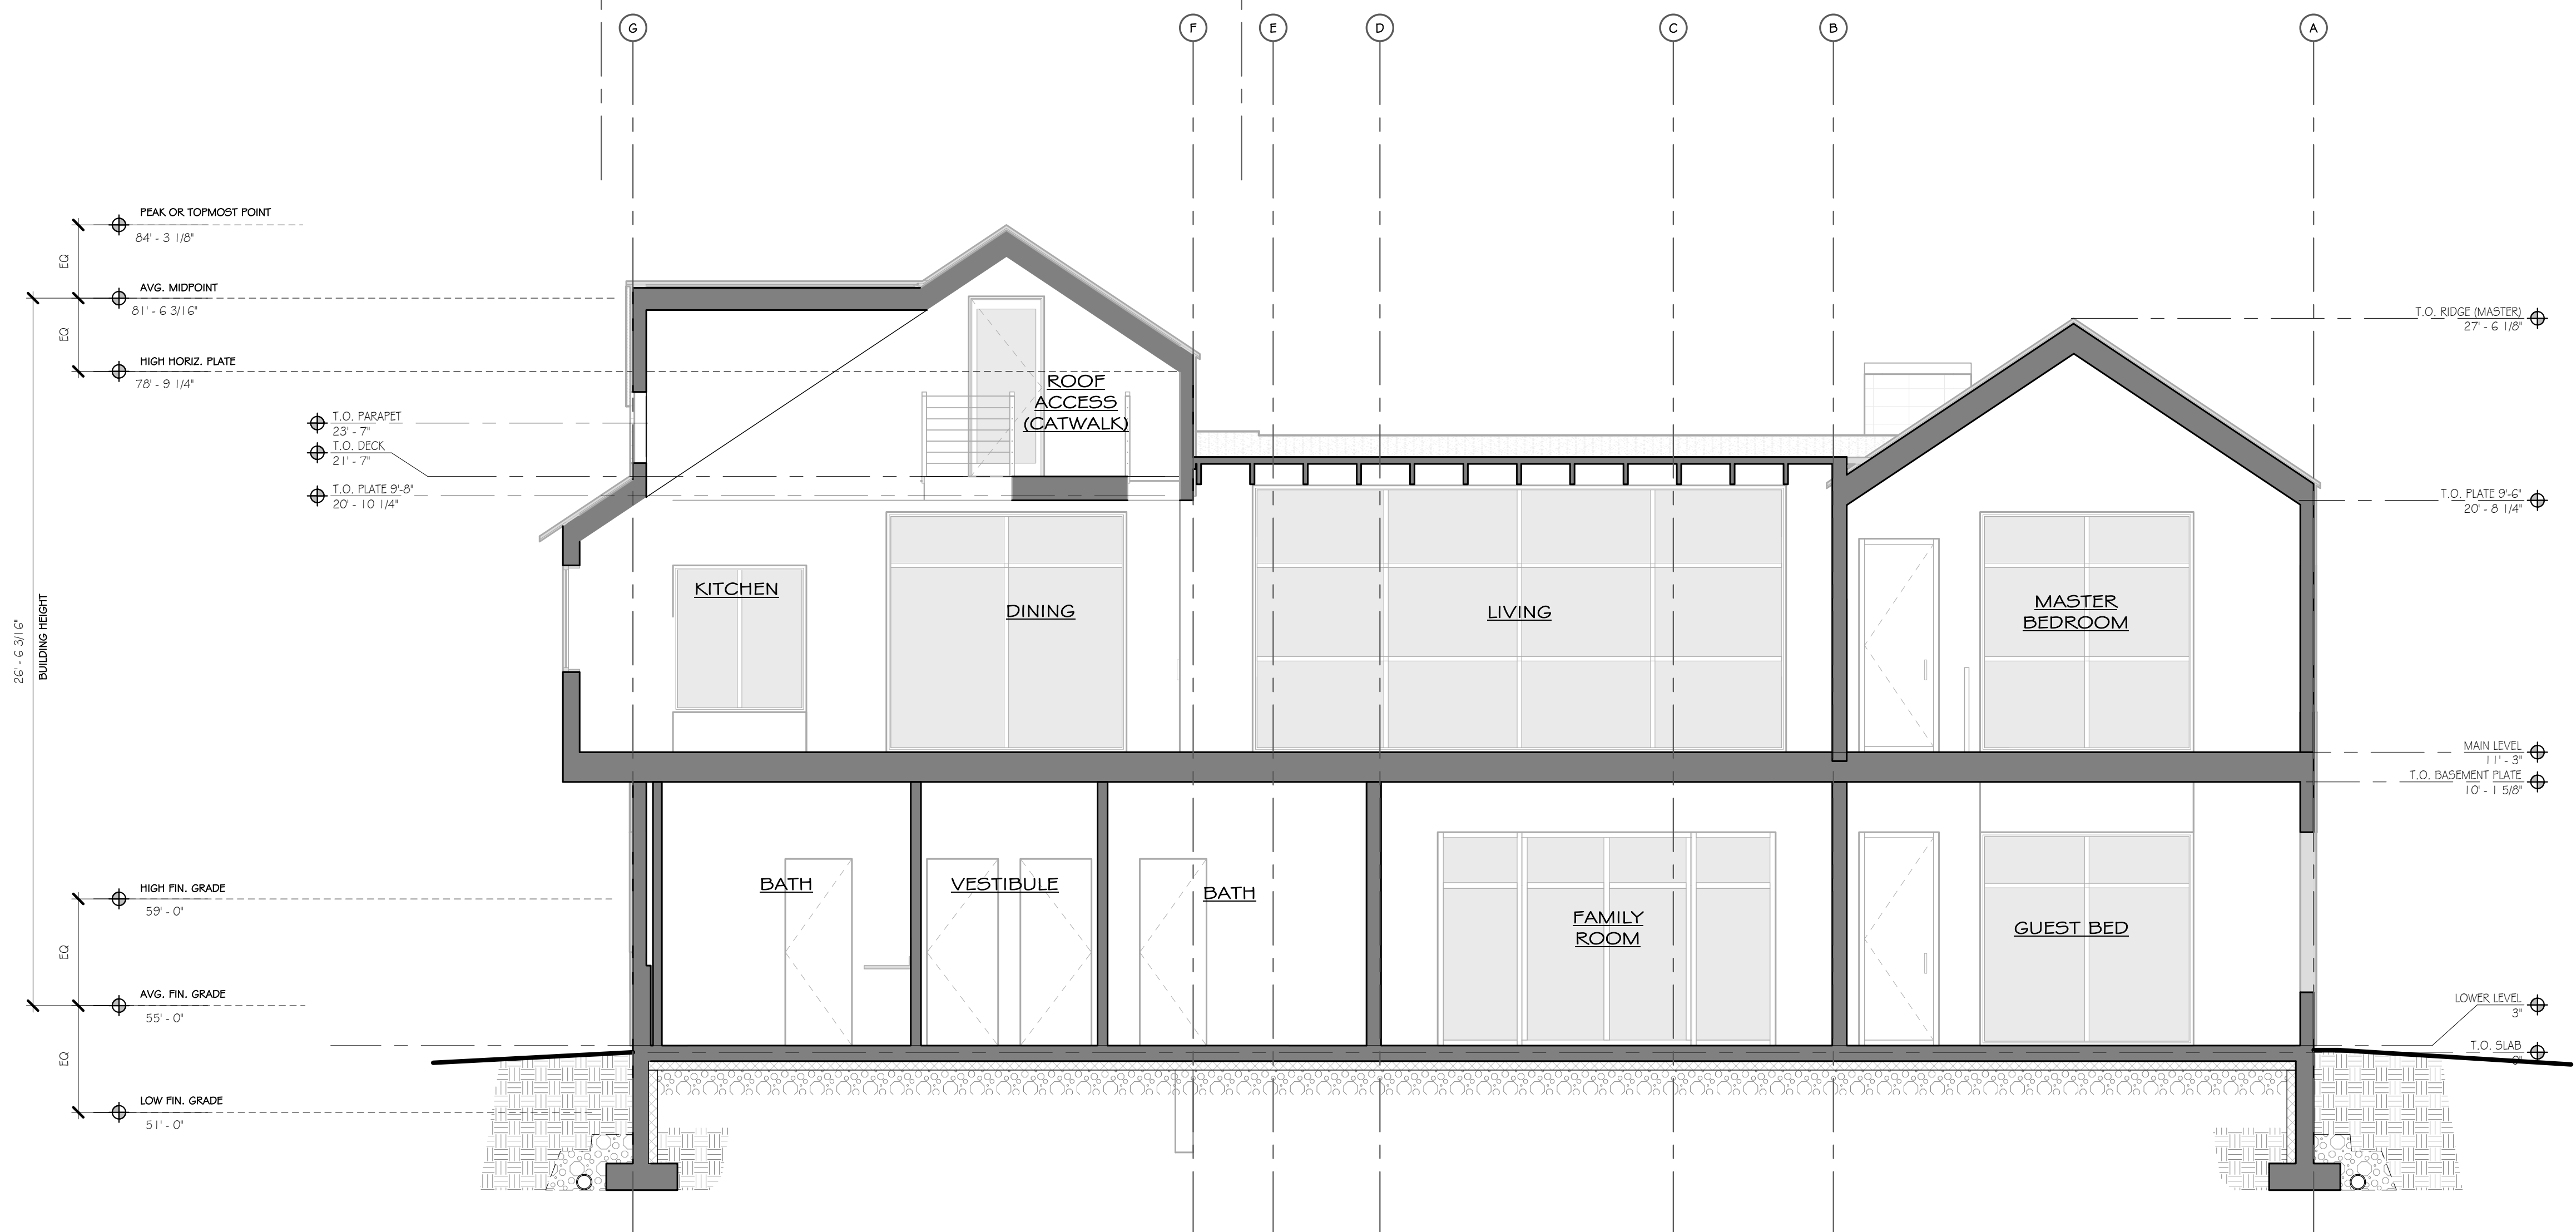 G
F
E
D
C
B
A
PEAK OR TOPMOST POINT
84' - 3 1/8"
EQ
AVG. MIDPOINT
81' - 6 3/16"
EQ
HIGH HORIZ. PLATE
78' - 9 1/4"
T.O. PARAPET
23' - 7"
T.O. DECK
21' - 7"
T.O. PLATE 9'-8"
20' - 10 1/4"
T.O. RIDGE (MASTER)
27' - 6 1/8"
T.O. PLATE 9'-6"
20' - 8 1/4"
ROOF
ACCESS
(CATWALK)
KITCHEN
DINING
LIVING
MASTER
BEDROOM
26' - 6 3/16"
BUILDING HEIGHT
MAIN LEVEL
11' - 3"
T.O. BASEMENT PLATE
10' - 1 5/8"
BATH
VESTIBULE
BATH
FAMILY
ROOM
GUEST BED
HIGH FIN. GRADE
59' - 0"
EQ
AVG. FIN. GRADE
55' - 0"
EQ
LOW FIN. GRADE
51' - 0"
LOWER LEVEL
3"
T.O. SLAB
0"